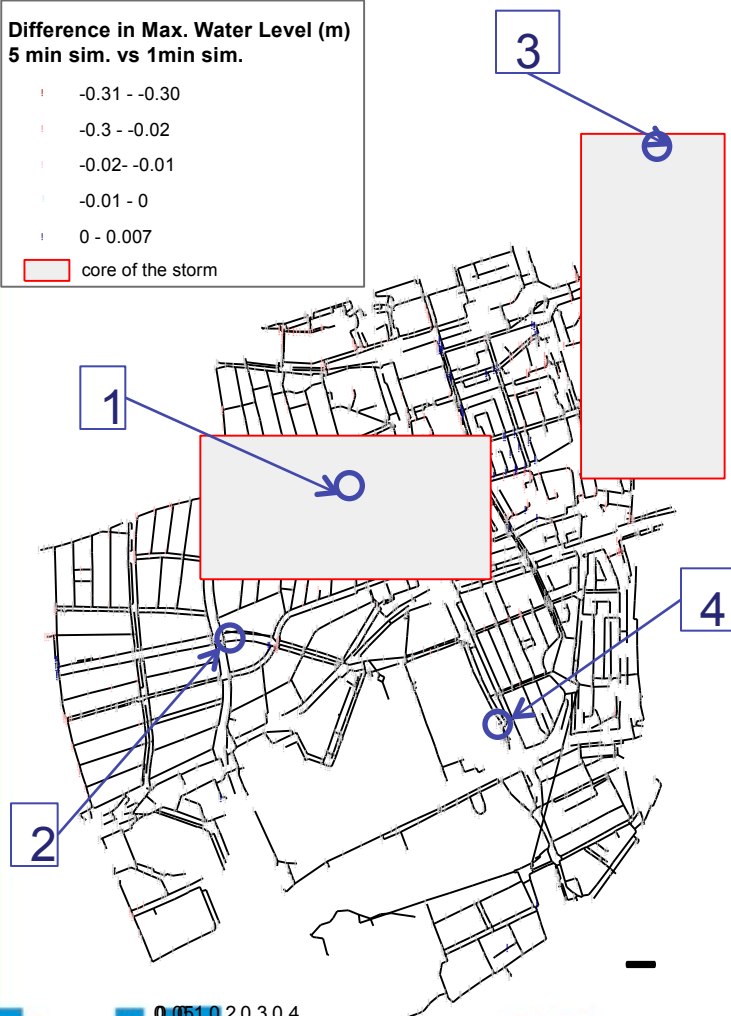 Difference in Max. Water Level (m)
5 min sim. vs 1min sim.
-0.31 - -0.30
-0.3 - -0.02
-0.02- -0.01
-0.01 - 0
0 - 0.007
core of the storm
3
1
4
2